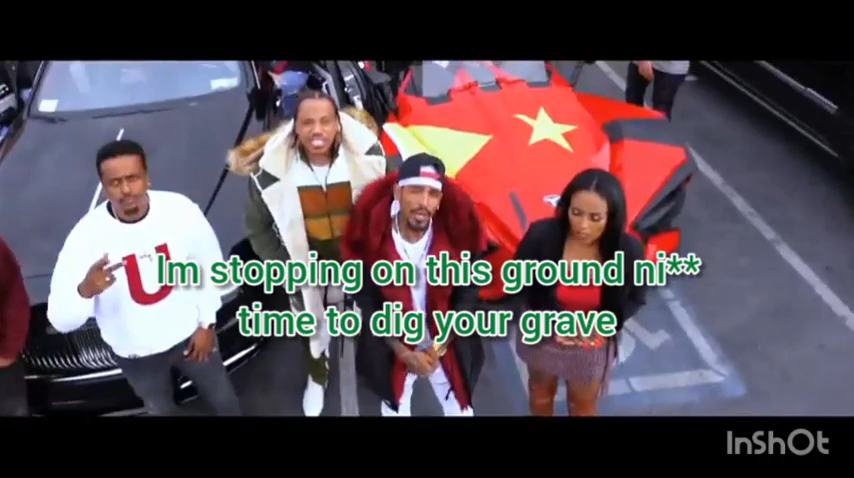 U
Im stopping on this ground ni**
time to dig your grave
InShOt